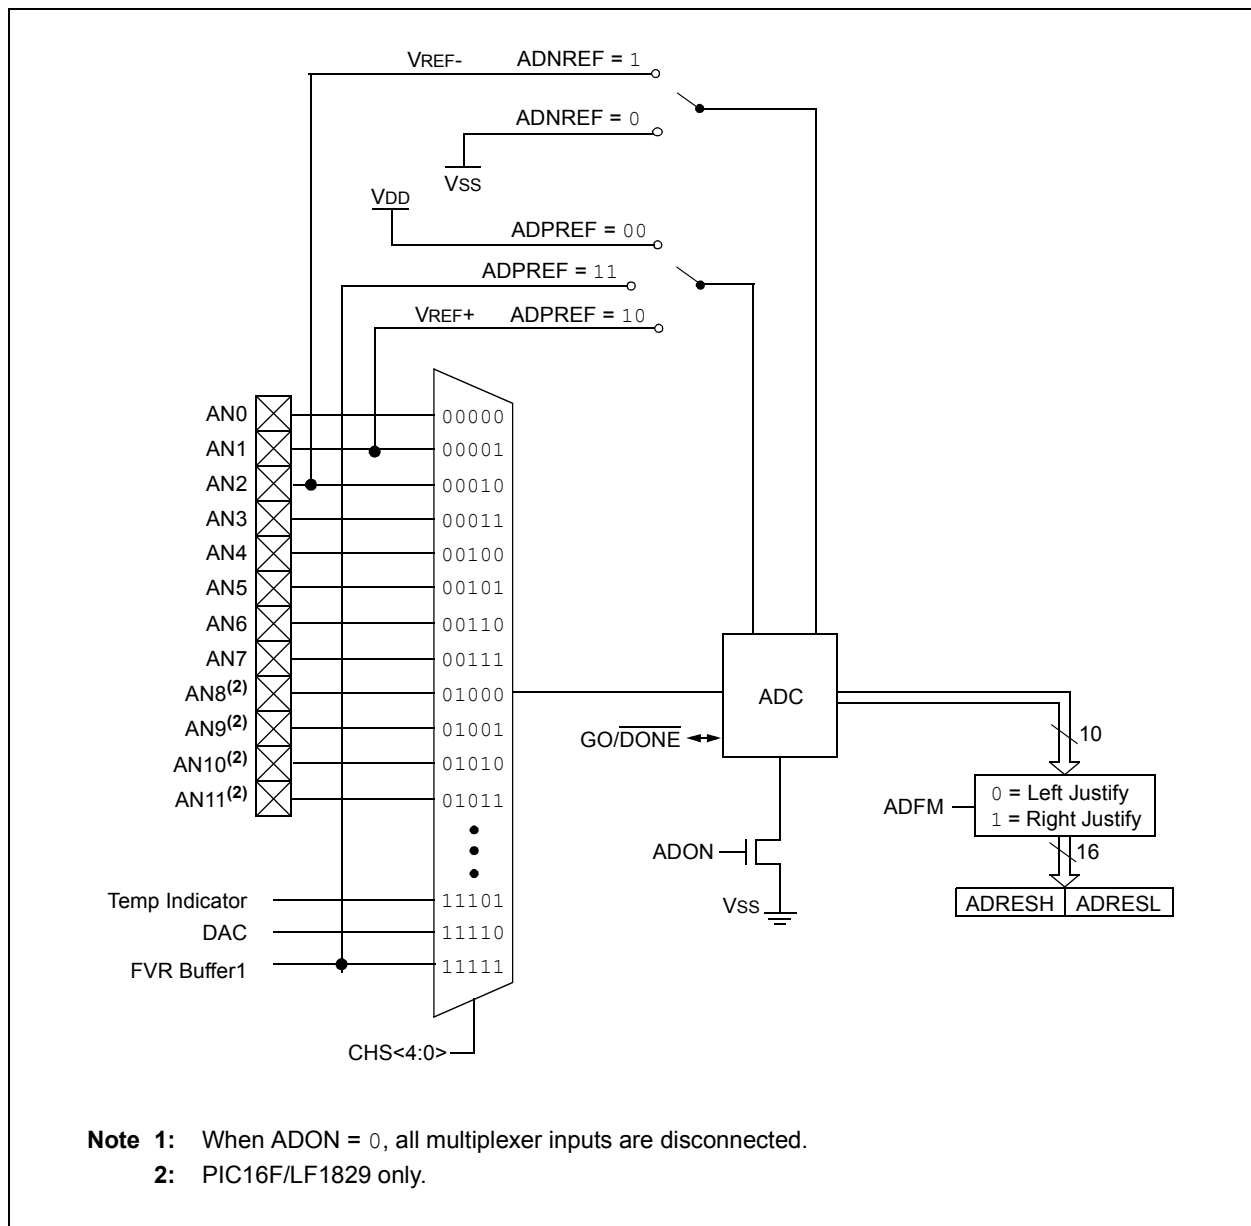 VREF- ADNREF = 1
ADNREF = 0
VSS
VDD
ADPREF = 00
ADPREF = 11
VREF+ ADPREF = 10
AN0 00000
AN1 00001
AN2 00010
AN3 00011
AN4 00100
AN5 00101
AN6 00110
AN7 00111
AN8(2) 01000
ADC
AN9(2) 01001
GO/DONE
10
AN10(2) 01010
AN11(2) 01011
ADFM
0 = Left Justify
1 = Right Justify
ADON
16
Temp Indicator 11101
VSS
ADRESH ADRESL
DAC 11110
FVR Buffer1 11111
CHS<4:0>
Note 1: When ADON = 0, all multiplexer inputs are disconnected.
2: PIC16F/LF1829 only.